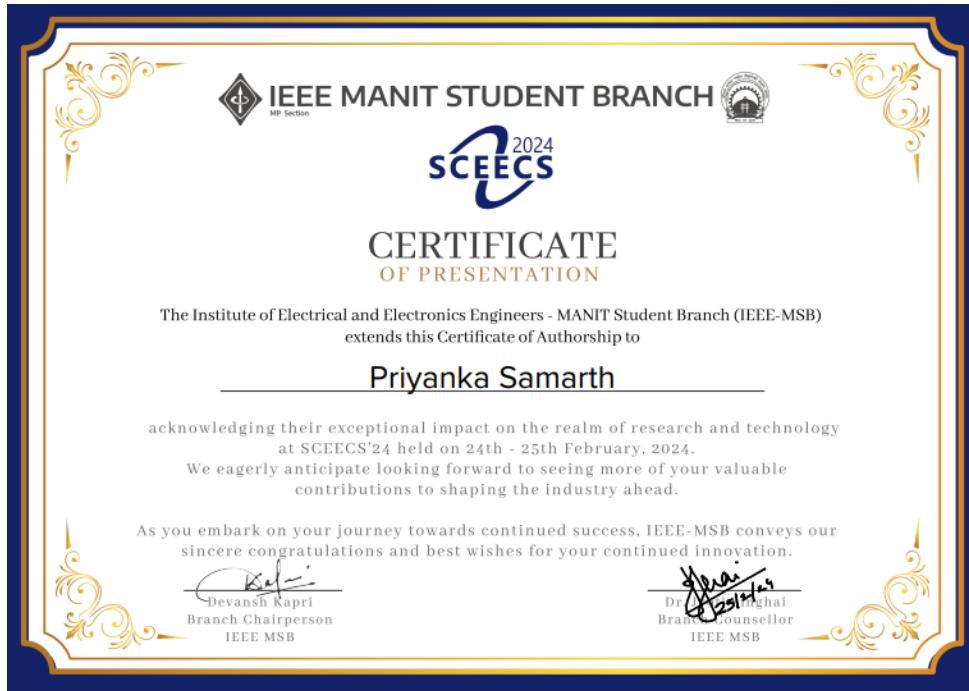 IEEE MANIT STUDENT BRANCH
MP Section
2024
SCEECS
CERTIFICATE
OF PRESENTATION
The Institute of Electrical and Electronics Engineers - MANIT Student Branch (IEEE-MSB)
extends this Certificate of Authorship to
Priyanka Samarth
acknowledging their exceptional impact on the realm of research and technology
at SCEECS'24 held on 24th - 25th February, 2024.
We eagerly anticipate looking forward to seeing more of your valuable
contributions to shaping the industry ahead.
As you embark on your journey towards continued success, IEEE-MSB conveys our
sincere congratulations and best wishes for your continued innovation.
Devansh Kapri
Branch Chairperson
IEEE MSB
25/2/24
Dr.
Branch Counsellor
IEEE MSB